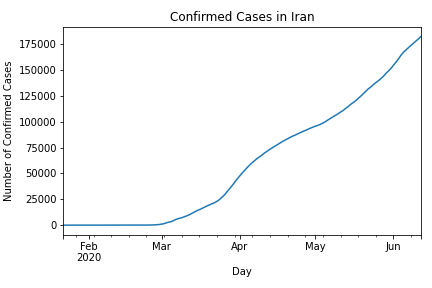 Confirmed Cases in Iran
Number of Confirmed Cases
175000
150000
125000
100000
75000
50000
25000
0
Feb
2020
Mar
Apr
May
Jun
Day